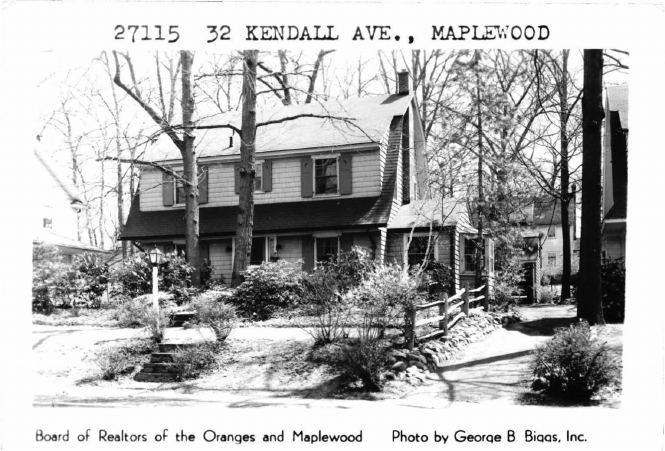 27115 32 KENDALL AVE., MAPLEWOOD
Board of Realtors of the Oranges and Maplewood Photo by George B Biggs, Inc.